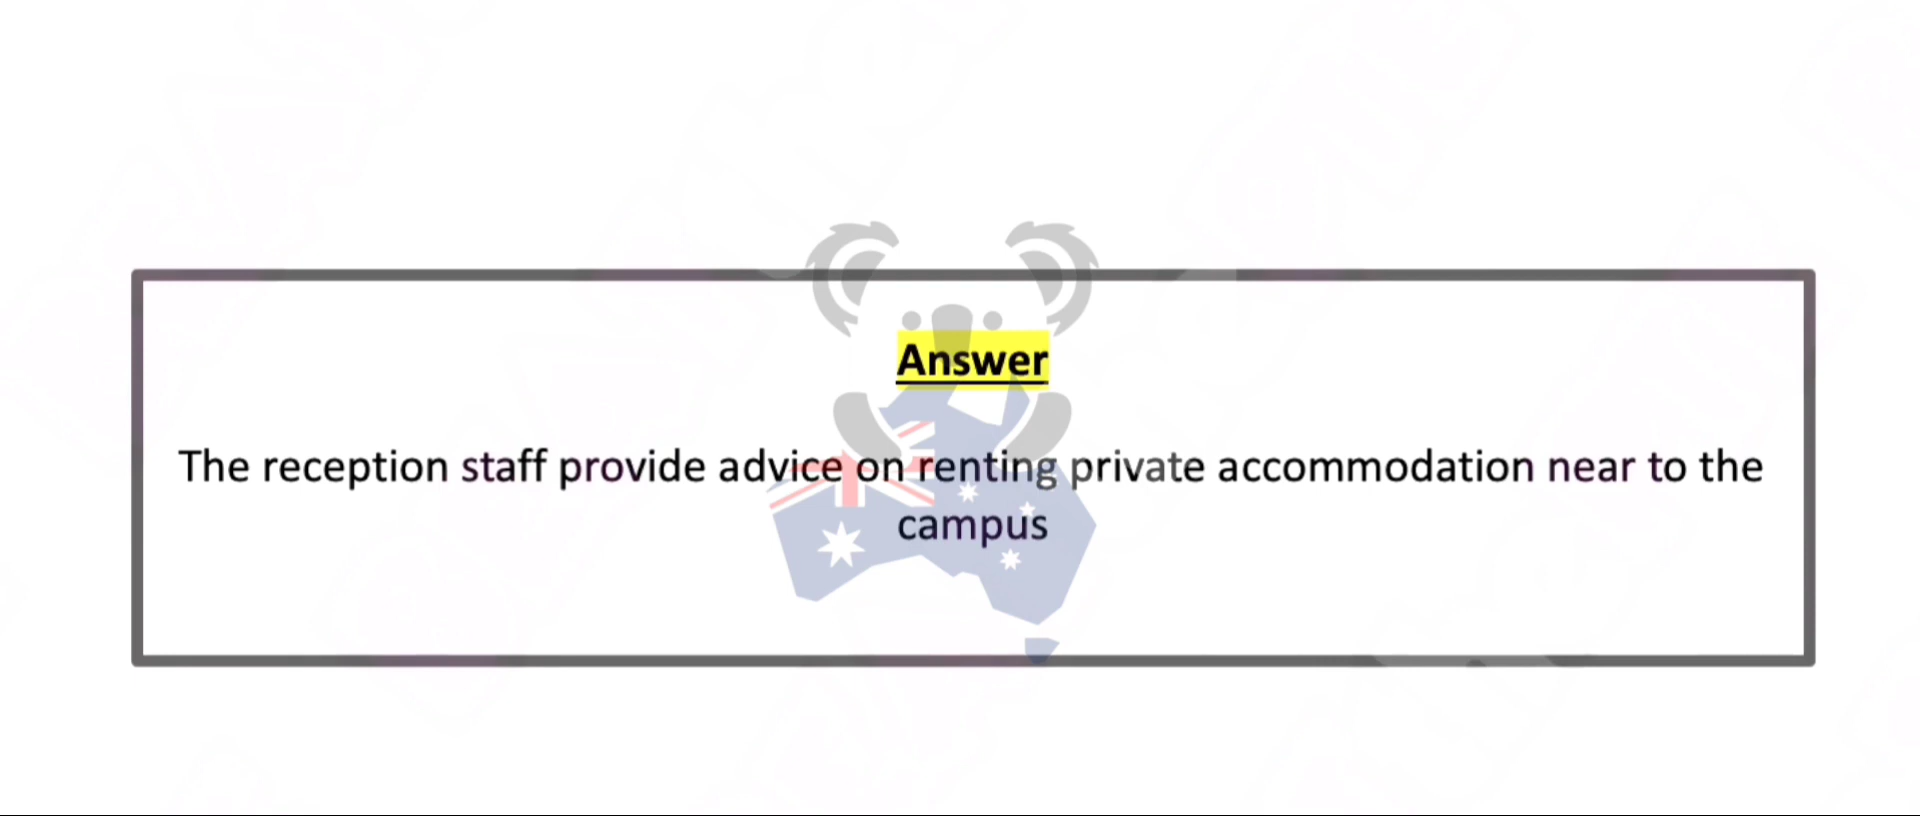 Answer
The reception staff provide advice on renting private accommodation near to the
campus